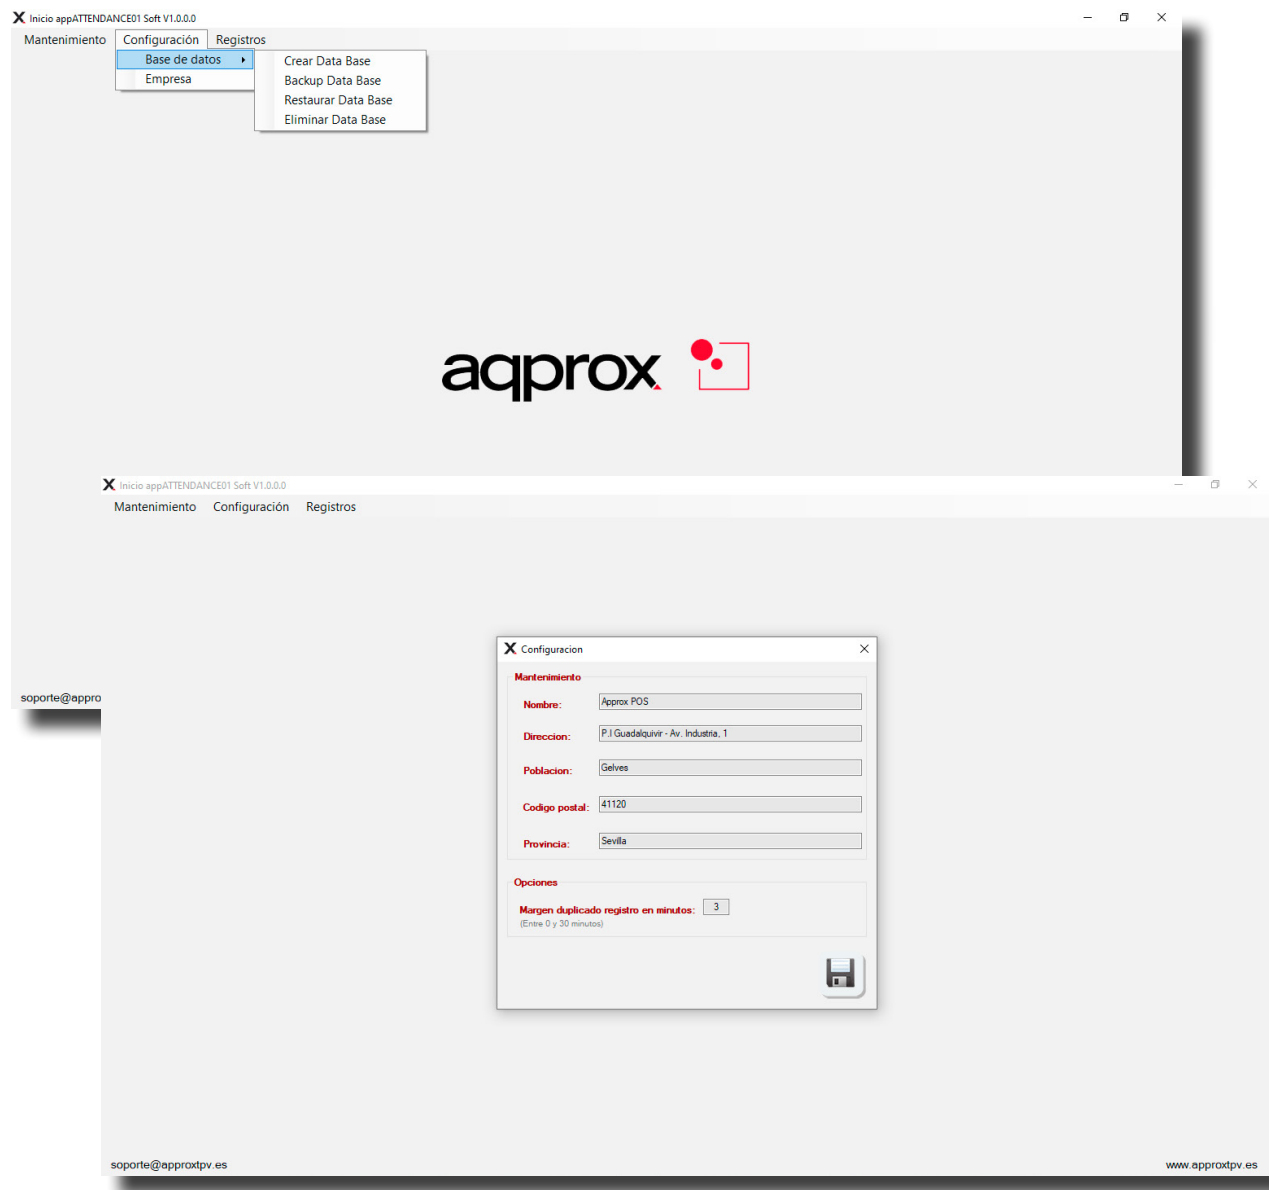 Inicio appATTENDANCE01 Soft V1.0.0.0
Mantenimiento Configuración Registros
Base de datos
Empresa
Crear Data Base
Backup Data Base
Restaurar Data Base
Eliminar Data Base
aqprox
soporte@appro
Inicio appATTENDANCE01 Soft V1.0.0.0
Mantenimiento Configuración Registros
Configuracion
Mantenimiento
Nombre: Approx POS
Direccion: P.I Guadalquivir - Av. Industria, 1
Poblacion: Gelves
Codigo postal: 41120
Provincia: Sevilla
Opciones
Margen duplicado registro en minutos: 3
(Entre 0 y 30 minutos)
soporte@approxtpv.es www.approxtpv.es